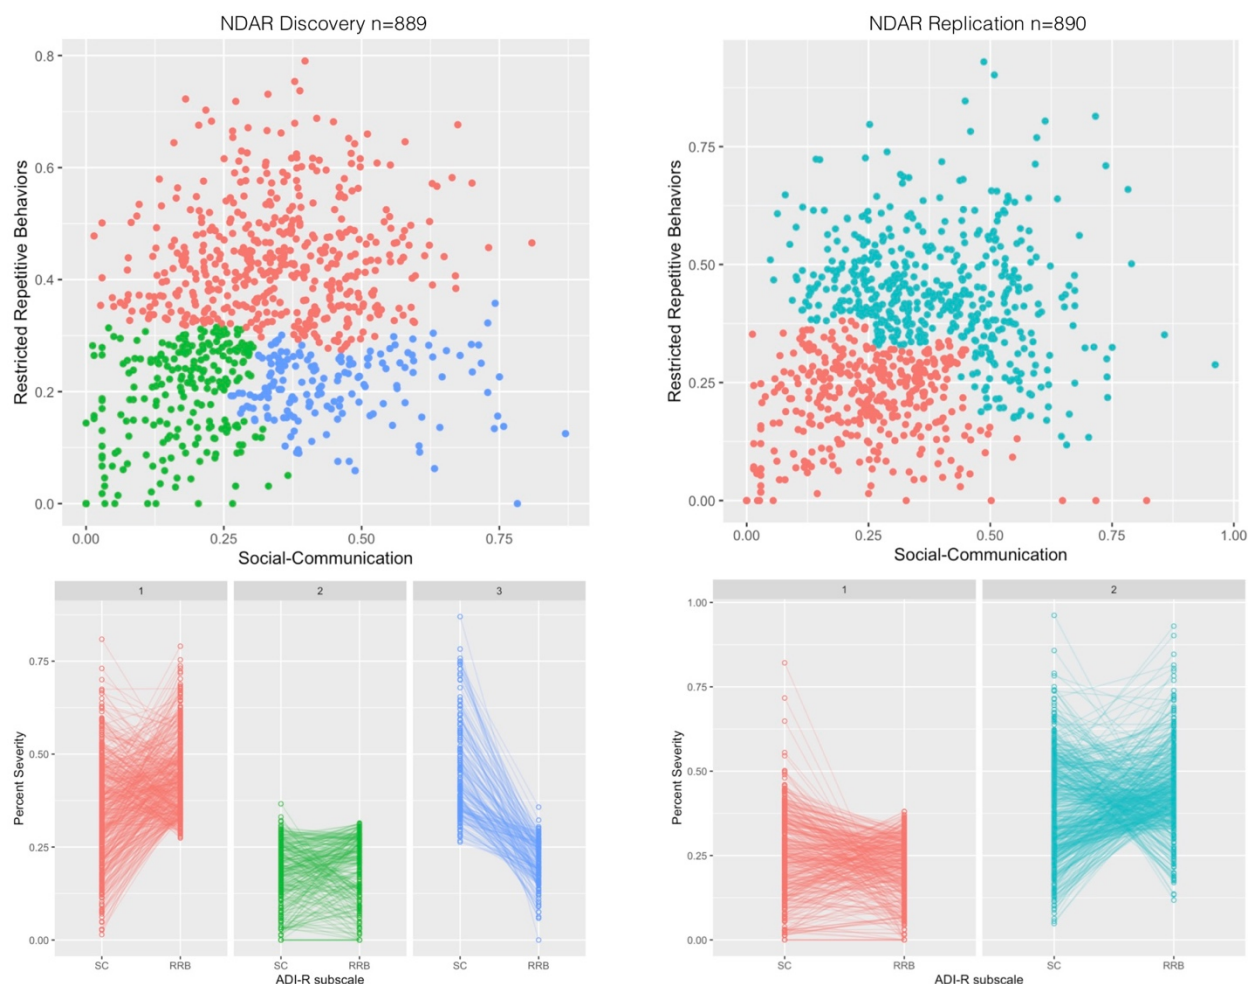 NDAR Discovery n=889
NDAR Replication n=890
Restricted Repetitive Behaviors
0.8
0.6
0.4
0.2
0.0
0.00 0.25 0.50 0.75
Social-Communication
Restricted Repetitive Behaviors
0.75
0.50
0.25
0.00
0.00 0.25 0.50 0.75 1.00
Social-Communication
1 2 3
Percent Severity
0.75
0.50
0.25
0.00
SC RRB SC RRB SC RRB
ADI-R subscale
1 2
Percent Severity
1.00
0.75
0.50
0.25
0.00
SC RRB SC RRB
ADI-R subscale